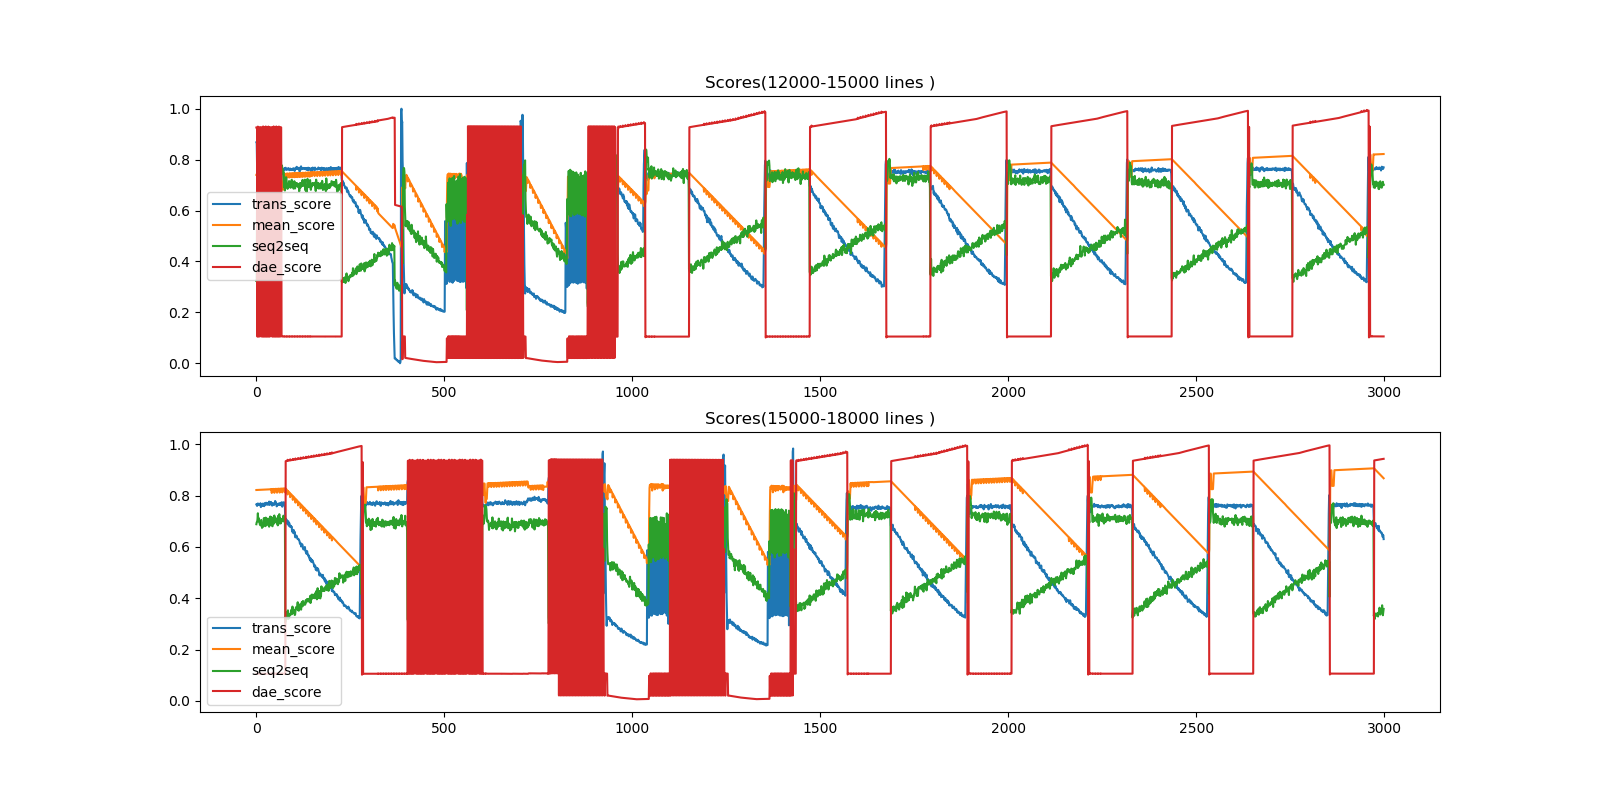 Scores(12000-15000 lines )
1.0
0.8
0.6
0.4
0.2
0.0
trans_score
mean_score
seq2seq
dae_score
0 500 1000 1500 2000 2500 3000
Scores(15000-18000 lines )
1.0
0.8
0.6
0.4
0.2
0.0
trans_score
mean_score
seq2seq
dae_score
0 500 1000 1500 2000 2500 3000